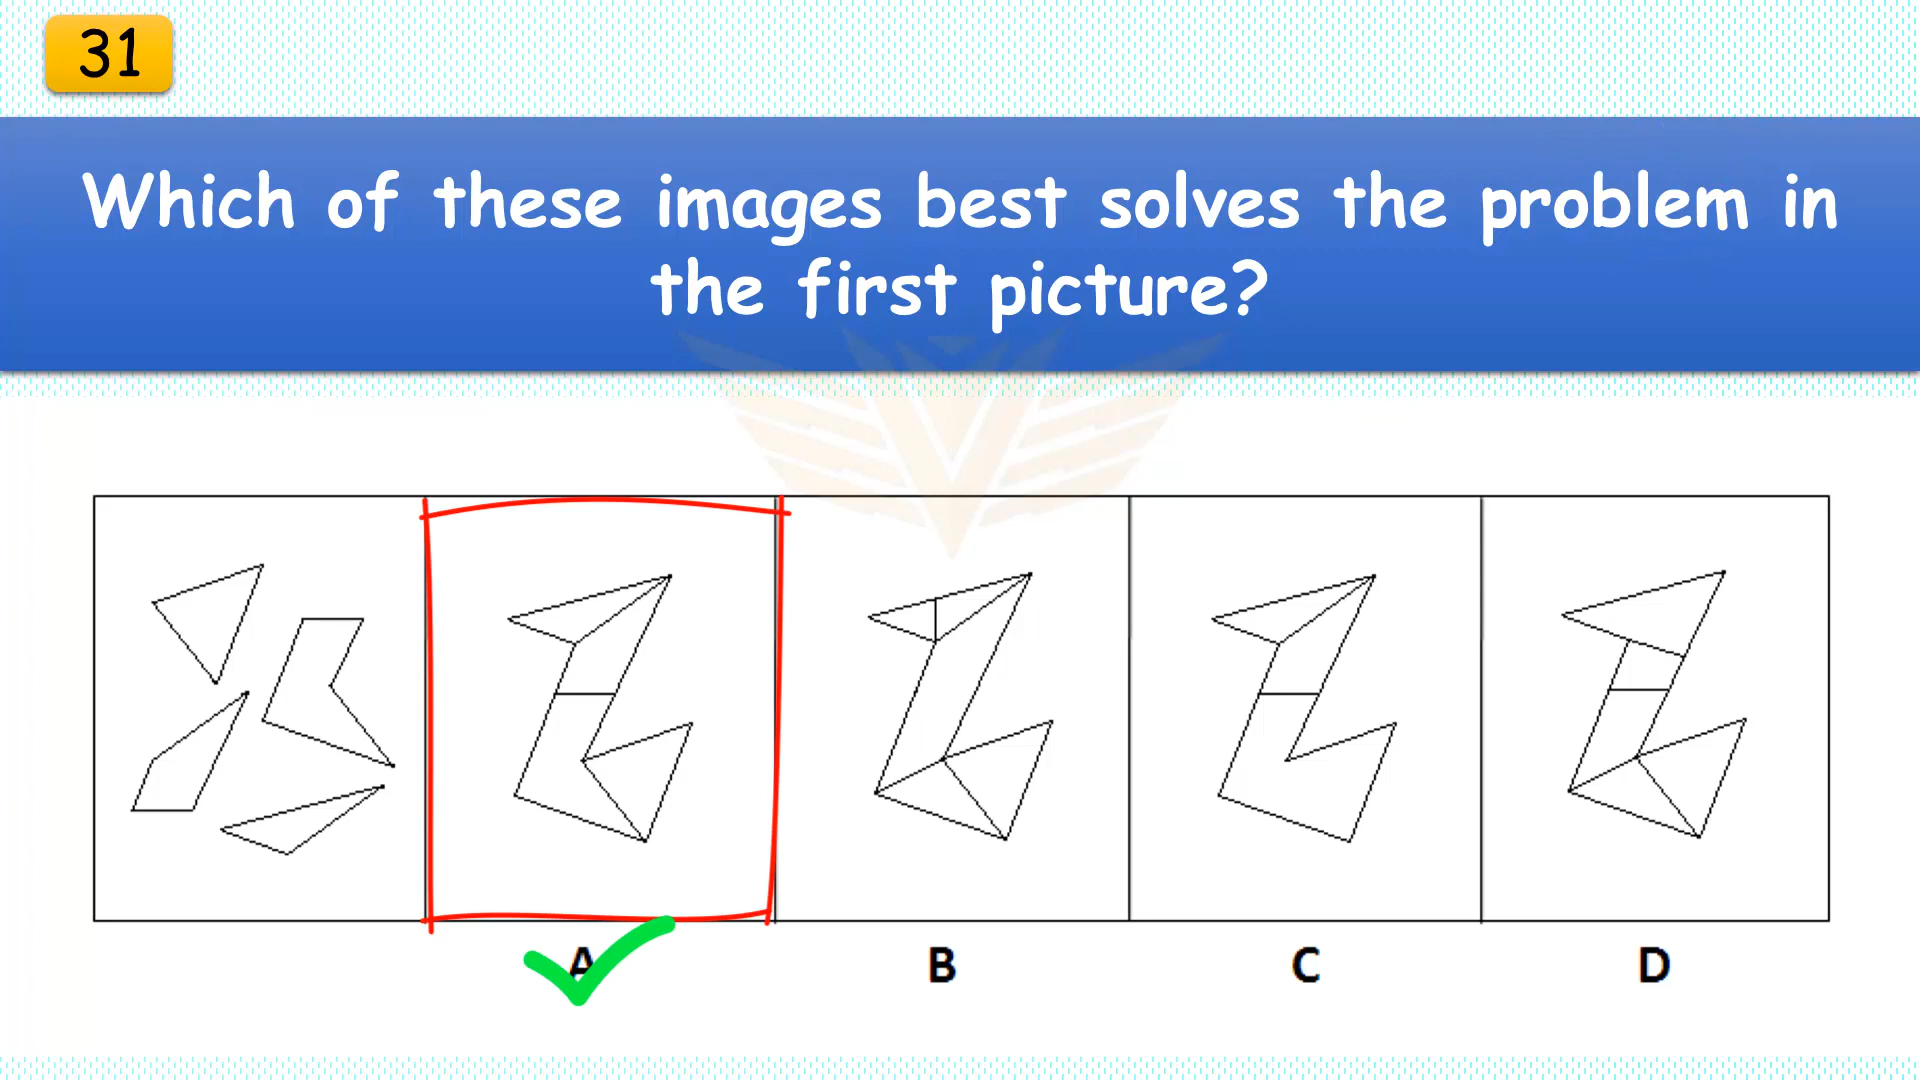 31
Which of these images best solves the problem in
the first picture?
A B C D